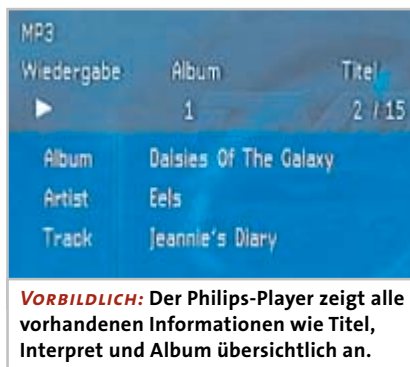 MP3
Wiedergabe Album Titel
1 2 / 15
Album Daisies Of The Galaxy
Artist Eels
Track Jeannie's Diary
VORBILDLICH: Der Philips-Player zeigt alle
vorhandenen Informationen wie Titel,
Interpret und Album übersichtlich an.